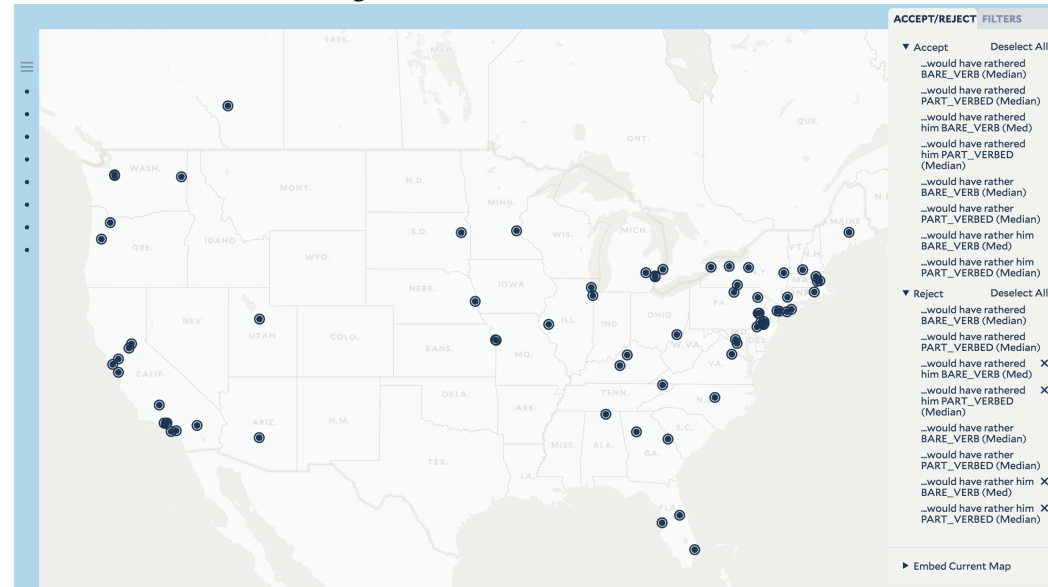 ACCEPT/REJECT FILTERS
▼ Accept Deselect All
...would have rathered
BARE_VERB (Median)
...would have rathered
PART_VERBED (Median)
...would have rathered
him BARE_VERB (Med)
...would have rathered
him PART_VERBED
(Median)
...would have rather
BARE_VERB (Median)
...would have rather
PART_VERBED (Median)
...would have rather him
BARE_VERB (Med)
...would have rather him
PART_VERBED (Median)
▼ Reject Deselect All
...would have rathered
BARE_VERB (Median)
...would have rathered
PART_VERBED (Median)
...would have rathered ✕
him BARE_VERB (Med)
...would have rathered ✕
him PART_VERBED
(Median)
...would have rather
BARE_VERB (Median)
...would have rather
PART_VERBED (Median)
...would have rather him ✕
BARE_VERB (Med)
...would have rather him ✕
PART_VERBED (Median)
▶ Embed Current Map
SASK.
MAN.
ONT.
QUE.
WASH.
MONT.
N.D.
MINN.
MAINE
ORE.
IDAHO
S.D.
WIS.
MICH.
VT.
N.H.
WYO.
IOWA
NEBR.
PA.
NEV.
UTAH
COLO.
KANS.
MO.
ILL.
IND.
OHIO
W.VA.
VA.
MD.
DEL.
CALIF.
ARIZ.
N.M.
OKLA.
ARK.
TENN.
S.C.
TEX.
LA.
MISS.
ALA.
GA.
FLA.